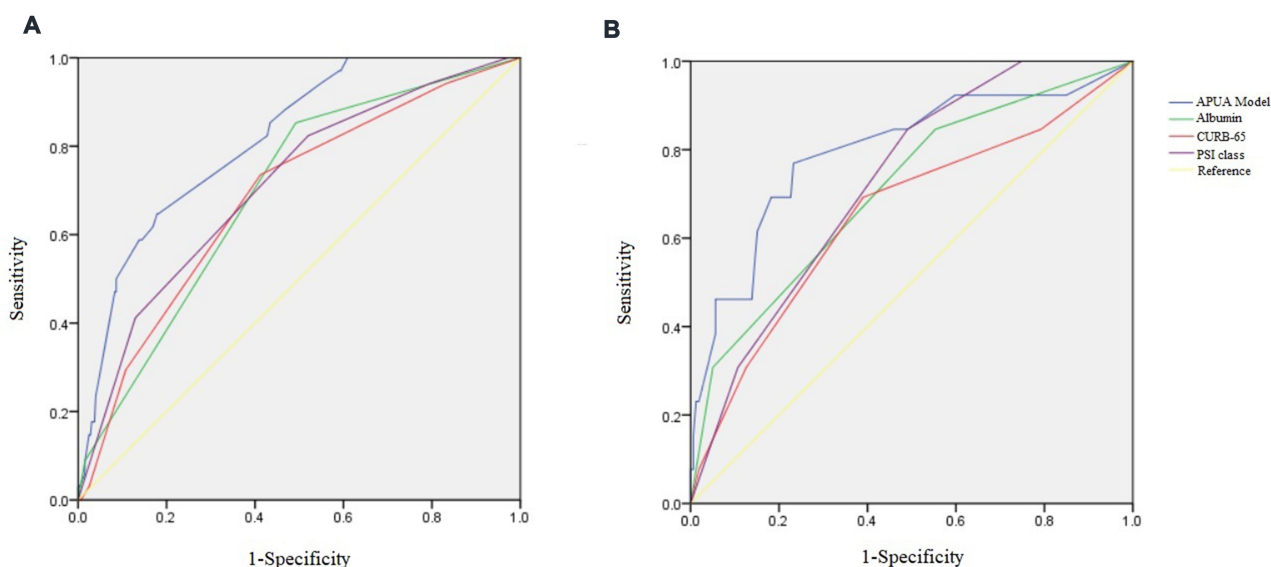 A
B
1.0
0.8
0.6
0.4
0.2
0.0
0.0 0.2 0.4 0.6 0.8 1.0
Sensitivity
1-Specificity
1.0
0.8
0.6
0.4
0.2
0.0
0.0 0.2 0.4 0.6 0.8 1.0
Sensitivity
1-Specificity
APUA Model
Albumin
CURB-65
PSI class
Reference